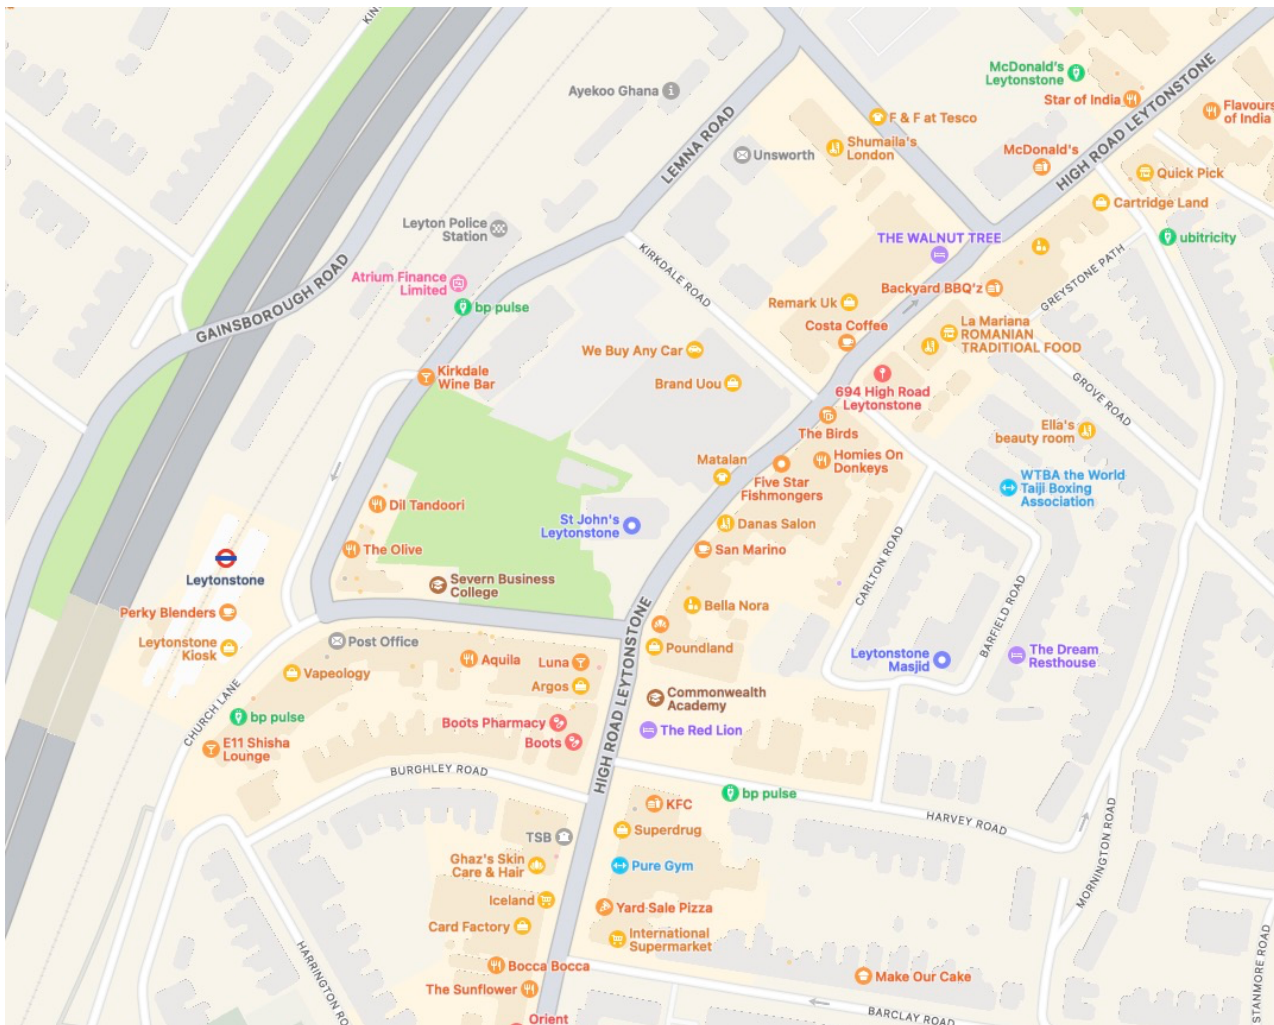 KIN
Ayekoo Ghana
LEMNA ROAD
Unsworth
F & F at Tesco
Shumaila's
London
McDonald's
Leytonstone
Star of India
Flavours
of India
McDonald's
HIGH ROAD LEYTONSTONE
Quick Pick
Cartridge Land
ubitricity
Leyton Police
Station
Atrium Finance
Limited
bp pulse
GAINSBOROUGH ROAD
KIRKDALE ROAD
THE WALNUT TREE
Backyard BBQ'z
GREYSTONE PATH
Remark Uk
Costa Coffee
La Mariana
ROMANIAN
TRADITIOAL FOOD
We Buy Any Car
Brand Uou
Kirkdale
Wine Bar
694 High Road
Leytonstone
GROVE ROAD
The Birds
Ella's
beauty room
Matalan
Homies On
Donkeys
Five Star
Fishmongers
WTBA the World
Taiji Boxing
Association
Dil Tandoori
St John's
Leytonstone
Danas Salon
San Marino
The Olive
Leytonstone
Severn Business
College
CARLTON ROAD
BARFIELD ROAD
Perky Blenders
Leytonstone
Kiosk
Post Office
Bella Nora
Poundland
HIGH ROAD LEYTONSTONE
Vapeology
Aquila
Luna
Argos
Leytonstone
Masjid
The Dream
Resthouse
CHURCH LANE
bp pulse
E11 Shisha
Lounge
Boots Pharmacy
Boots
Commonwealth
Academy
The Red Lion
BURGHLEY ROAD
bp pulse
KFC
HARVEY ROAD
MORNINGTON ROAD
TSB
Superdrug
Ghaz's Skin
Care & Hair
Pure Gym
Iceland
Yard Sale Pizza
Card Factory
International
Supermarket
HARRINGTON RO
Bocca Bocca
The Sunflower
Make Our Cake
BARCLAY ROAD
STANMORE ROAD
Orient